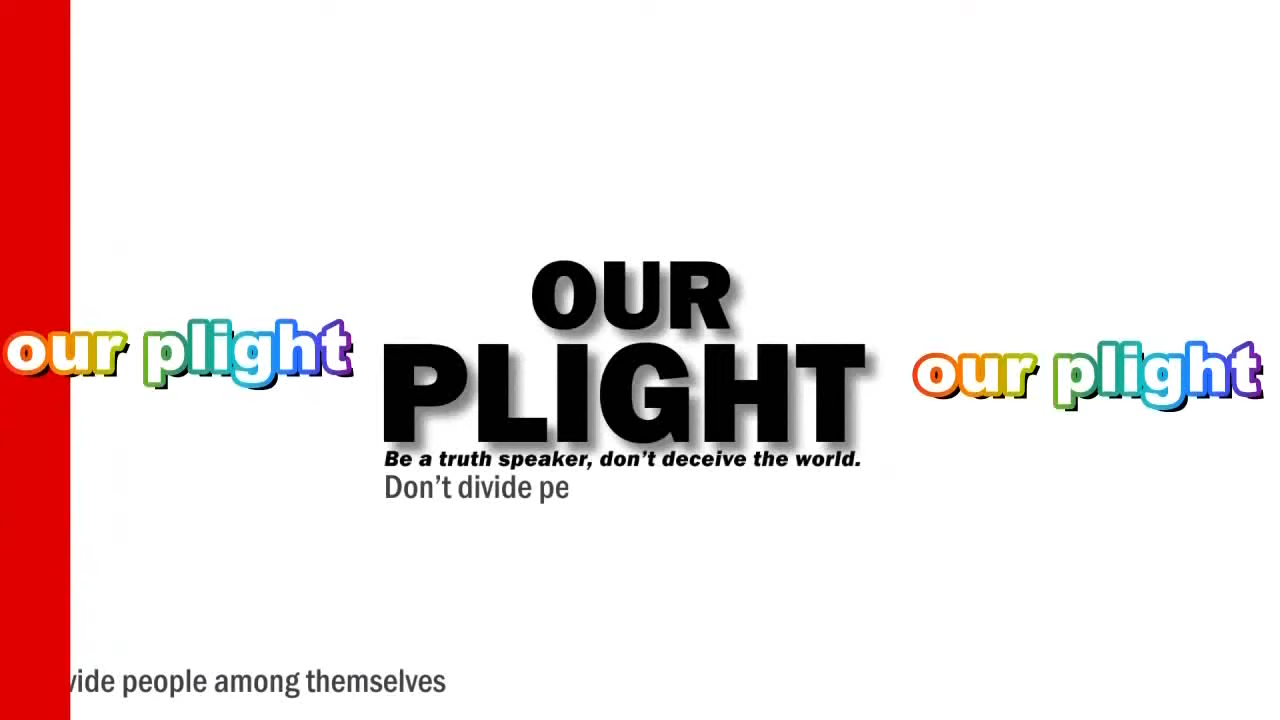 OUR
PLIGHT
our plight
our plight
Be a truth speaker, don't deceive the world.
Don't divide pe
vide people among themselves